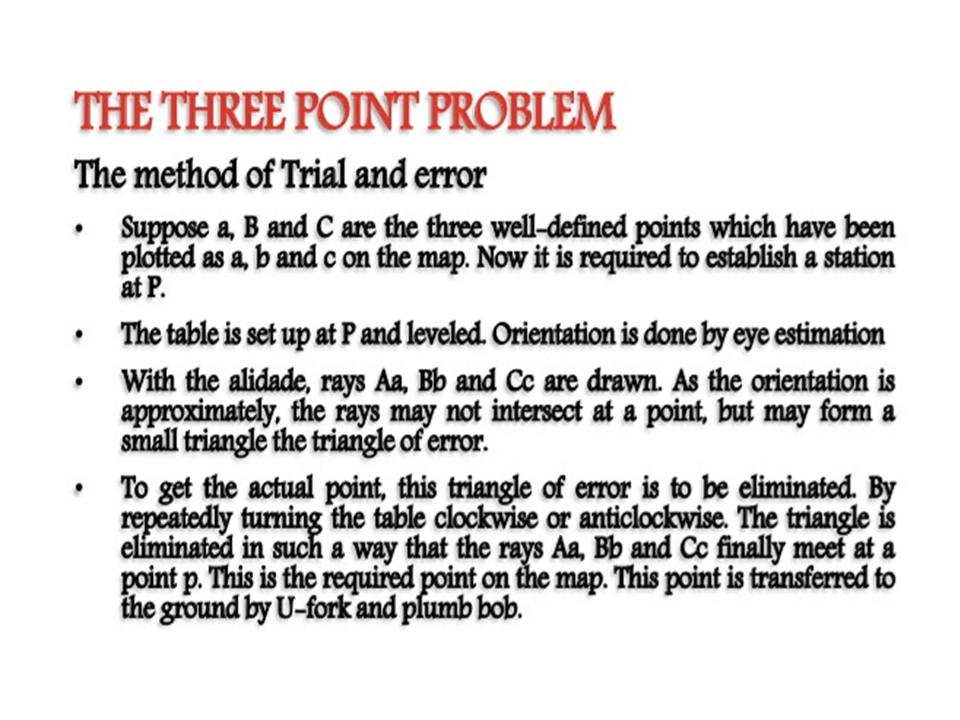 THE THREE POINT PROBLEM
The method of Trial and error
• Suppose a, B and C are the three well-defined points which have been
plotted as a, b and c on the map. Now it is required to establish a station
at P.
• The table is set up at P and leveled. Orientation is done by eye estimation
• With the alidade, rays Aa, Bb and Cc are drawn. As the orientation is
approximately, the rays may not intersect at a point, but may form a
small triangle the triangle of error.
• To get the actual point, this triangle of error is to be eliminated. By
repeatedly turning the table clockwise or anticlockwise. The triangle is
eliminated in such a way that the rays Aa, Bb and Cc finally meet at a
point p. This is the required point on the map. This point is transferred to
the ground by U-fork and plumb bob.